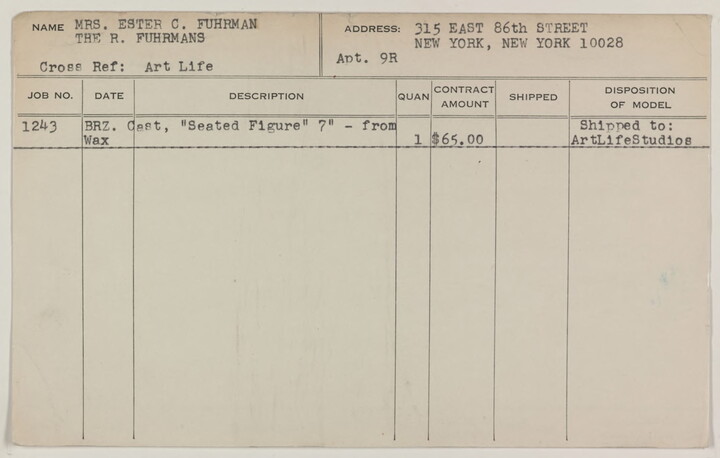 NAME MRS. ESTER C. FUHRMAN
THE R. FUHRMANS
Cross Ref: Art Life
ADDRESS: 315 EAST 86th STREET
NEW YORK, NEW YORK 10028
Apt. 9R
JOB NO. DATE DESCRIPTION QUAN CONTRACT AMOUNT SHIPPED DISPOSITION OF MODEL
1243 BRZ. Cast, "Seated Figure" 7" - from Shipped to:
Wax 1 $65.00 ArtLifeStudios